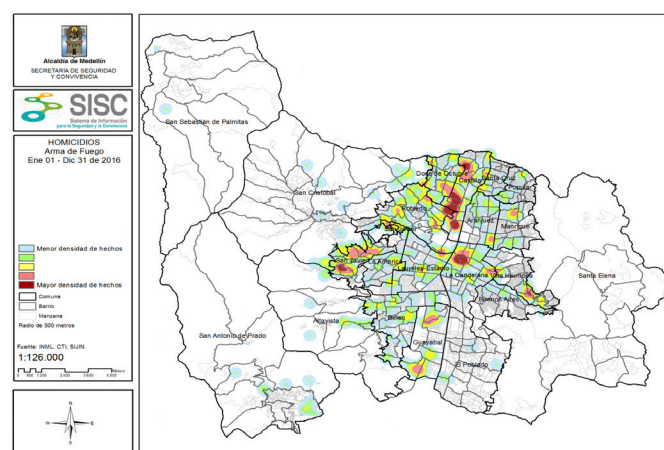 Alcaldía de Medellín
SECRETARÍA DE SEGURIDAD
Y CONVIVENCIA
SISC
Sistema de Información
para la Seguridad y la Convivencia
HOMICIDIOS
Arma de Fuego
Ene 01 - Dic 31 de 2016
Menor densidad de hechos
Mayor densidad de hechos
Comuna
Barrio
Manzana
Radio de 500 metros
Fuente: INML, CTI, SIJIN
1:126.000
N
W
E
S
San Sebastián de Palmitas
San Cristóbal
Doce de Octubre
Castilla
Santa Cruz
Popular
Robledo
Aranjuez
Manrique
San Javier
La América
Laureles-Estadio
La Candelaria
Villa Hermosa
Santa Elena
Buenos Aires
Altavista
Belén
San Antonio de Prado
Guayabal
El Poblado